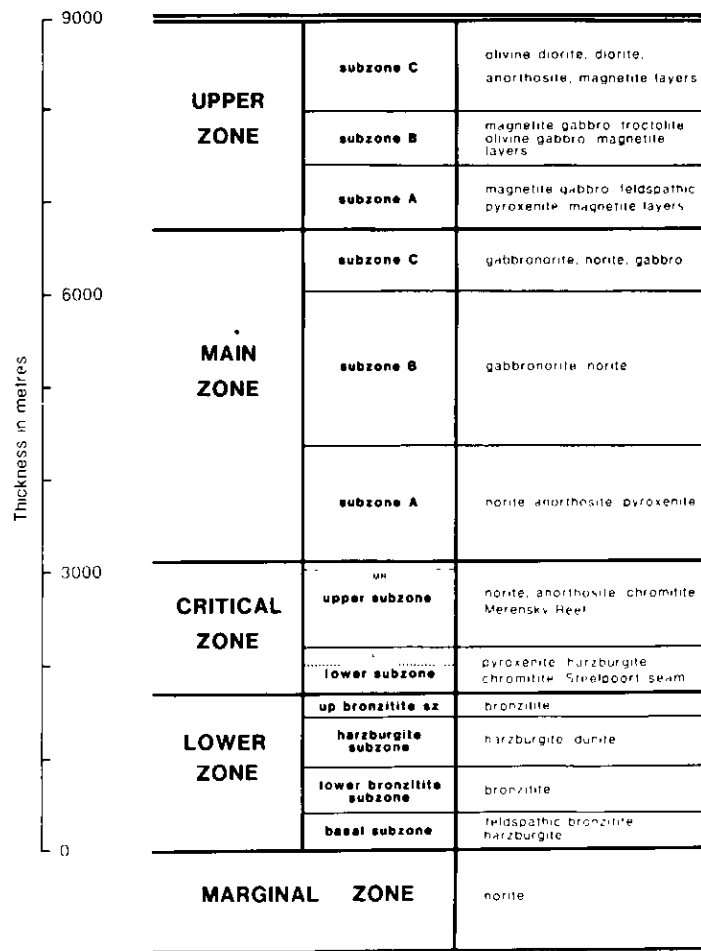 9000
6000
3000
0
Thickness in metres
UPPER
ZONE
subzone C
olivine diorite, diorite,
anorthosite, magnetite layers
subzone B
magnetite gabbro troctolite
olivine gabbro magnetite
layers
subzone A
magnetite gabbro feldspathic
pyroxenite magnetite layers
MAIN
ZONE
subzone C
gabbronorite, norite, gabbro
subzone B
gabbronorite norite
subzone A
norite anorthosite pyroxenite
CRITICAL
ZONE
MR
upper subzone
norite, anorthosite chromitite
Merensky Reef
lower subzone
pyroxenite harzburgite
chromitite Steelpoort seam
LOWER
ZONE
up bronzitite sz
bronzitite
harzburgite
subzone
harzburgite dunite
lower bronzitite
subzone
bronzitite
basal subzone
feldspathic bronzitite
harzburgite
MARGINAL ZONE
norite